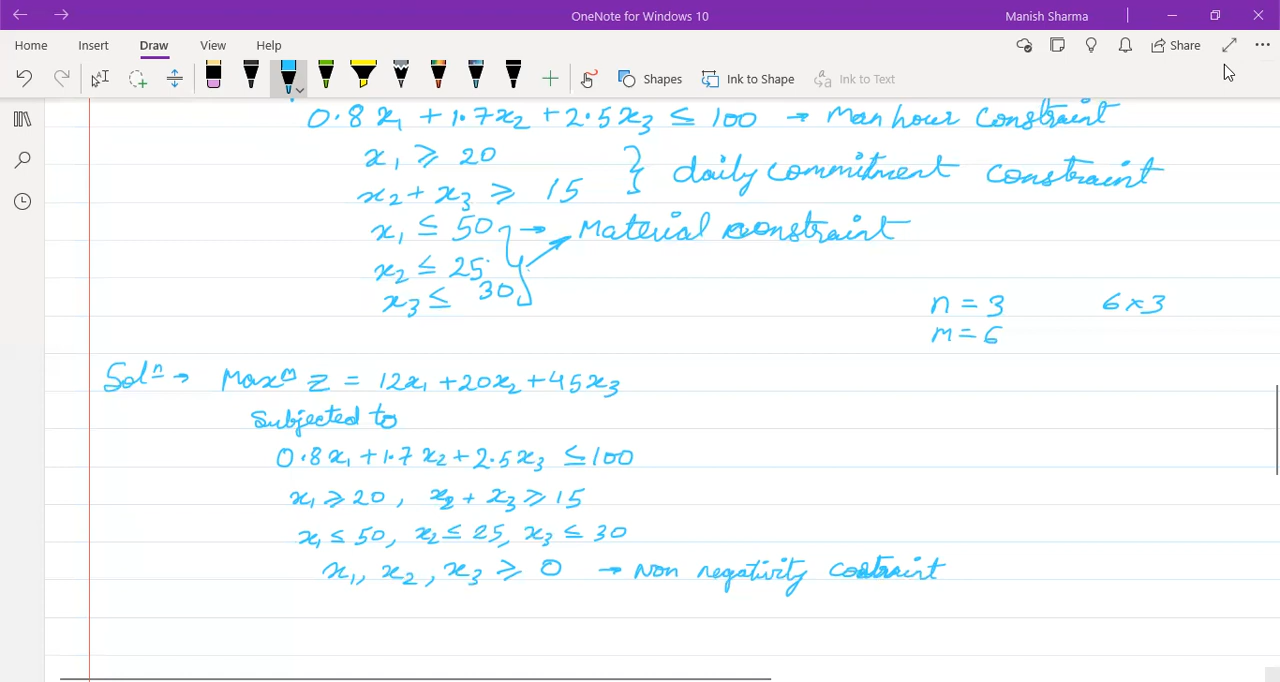 OneNote for Windows 10
Manish Sharma
Home Insert Draw View Help
Share
Shapes Ink to Shape Ink to Text
0.8x₁ + 1.7x₂ + 2.5x₃ ≤ 100 → Man hour constraint
x₁ ≥ 20
x₂ + x₃ ≥ 15 } daily commitment constraint
x₁ ≤ 50 → Material constraint
x₂ ≤ 25
x₃ ≤ 30
n = 3 6 × 3
m = 6
Solⁿ → Maxᵐ Z = 12x₁ + 20x₂ + 45x₃
Subjected to
0.8x₁ + 1.7x₂ + 2.5x₃ ≤ 100
x₁ ≥ 20, x₂ + x₃ ≥ 15
x₁ ≤ 50, x₂ ≤ 25, x₃ ≤ 30
x₁, x₂, x₃ ≥ 0 → Non negativity